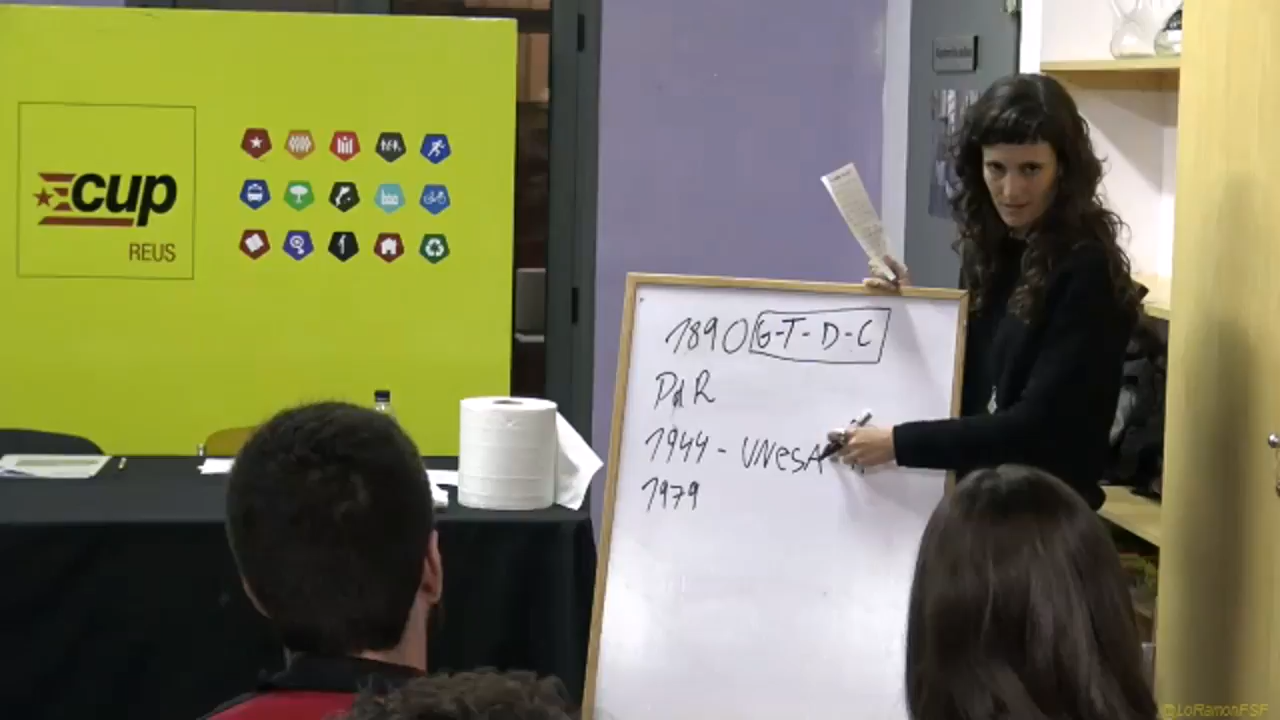 cup
REUS
1890 G-T-D-C
PdR
1944 - UNesA
1979
@LoRamonFSF